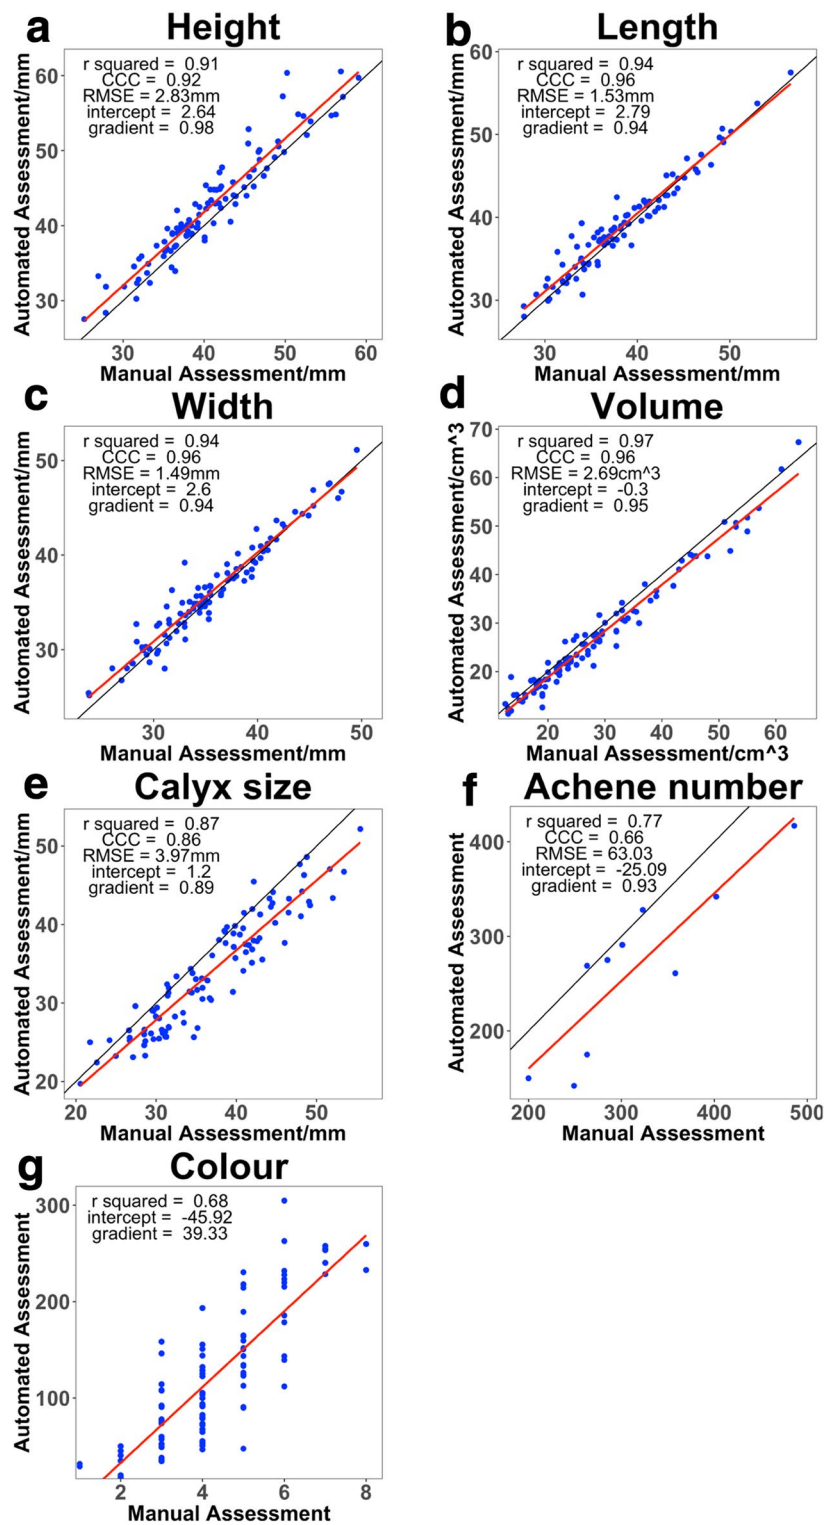 a Height
r squared = 0.91
CCC = 0.92
RMSE = 2.83mm
intercept = 2.64
gradient = 0.98
Automated Assessment/mm
60
50
40
30
30 40 50 60
Manual Assessment/mm
b Length
r squared = 0.94
CCC = 0.96
RMSE = 1.53mm
intercept = 2.79
gradient = 0.94
Automated Assessment/mm
60
50
40
30
30 40 50
Manual Assessment/mm
c Width
r squared = 0.94
CCC = 0.96
RMSE = 1.49mm
intercept = 2.6
gradient = 0.94
Automated Assessment/mm
50
40
30
30 40 50
Manual Assessment/mm
d Volume
r squared = 0.97
CCC = 0.96
RMSE = 2.69cm^3
intercept = -0.3
gradient = 0.95
Automated Assessment/cm^3
70
60
50
40
30
20
20 30 40 50 60
Manual Assessment/cm^3
e Calyx size
r squared = 0.87
CCC = 0.86
RMSE = 3.97mm
intercept = 1.2
gradient = 0.89
Automated Assessment/mm
50
40
30
20
20 30 40 50
Manual Assessment/mm
f Achene number
r squared = 0.77
CCC = 0.66
RMSE = 63.03
intercept = -25.09
gradient = 0.93
Automated Assessment
400
300
200
200 300 400 500
Manual Assessment
g Colour
r squared = 0.68
intercept = -45.92
gradient = 39.33
Automated Assessment
300
200
100
2 4 6 8
Manual Assessment